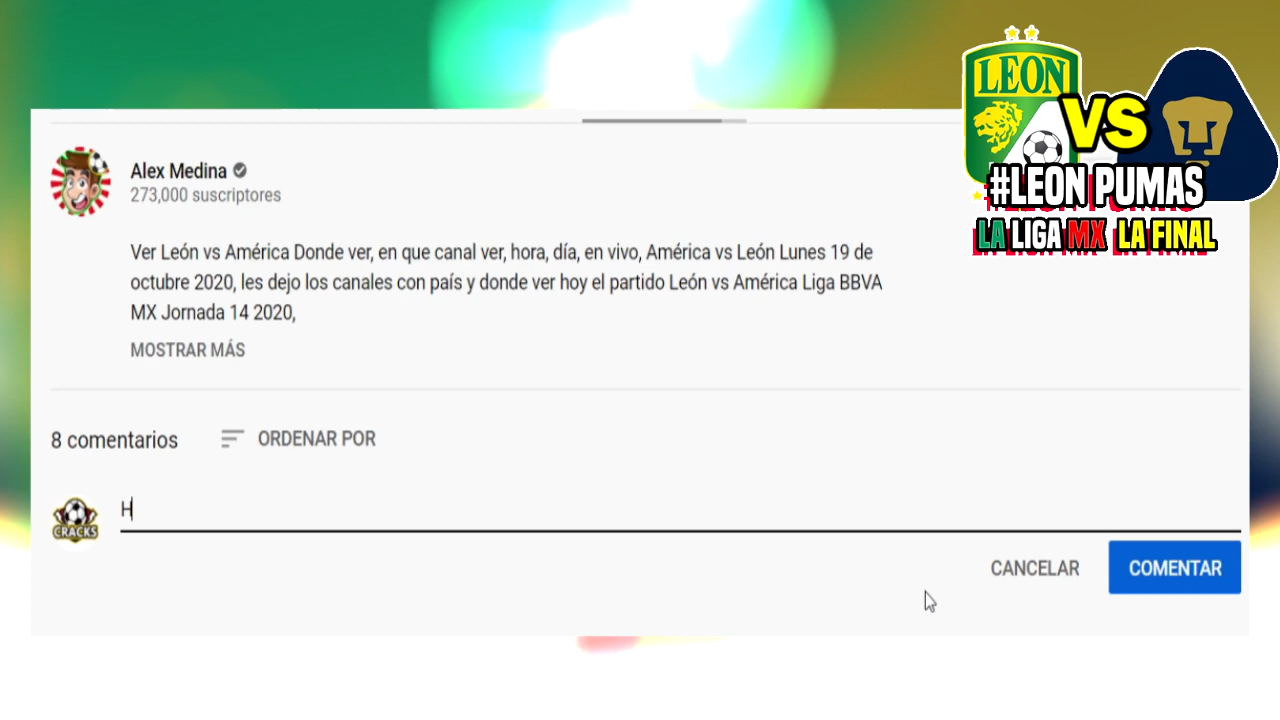 LEON
VS
#LEON PUMAS
LA LIGA MX LA FINAL
Alex Medina
273,000 suscriptores
Ver León vs América Donde ver, en que canal ver, hora, día, en vivo, América vs León Lunes 19 de
octubre 2020, les dejo los canales con país y donde ver hoy el partido León vs América Liga BBVA
MX Jornada 14 2020,
MOSTRAR MÁS
8 comentarios
ORDENAR POR
H
CRACKS
CANCELAR
COMENTAR